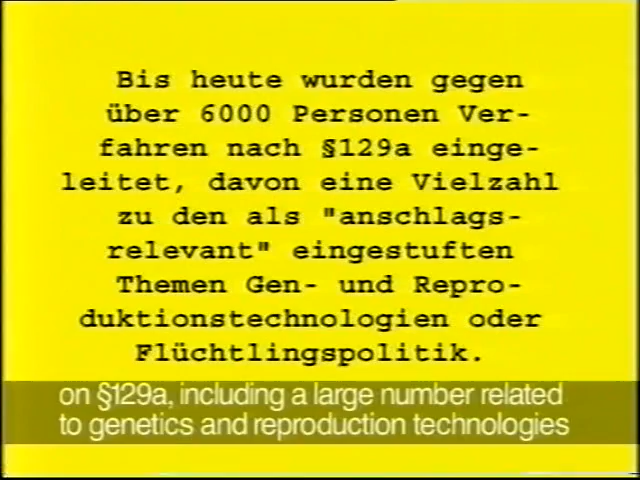 Bis heute wurden gegen
über 6000 Personen Ver-
fahren nach §129a einge-
leitet, davon eine Vielzahl
zu den als "anschlags-
relevant" eingestuften
Themen Gen- und Repro-
duktionstechnologien oder
Flüchtlingspolitik.
on §129a, including a large number related
to genetics and reproduction technologies